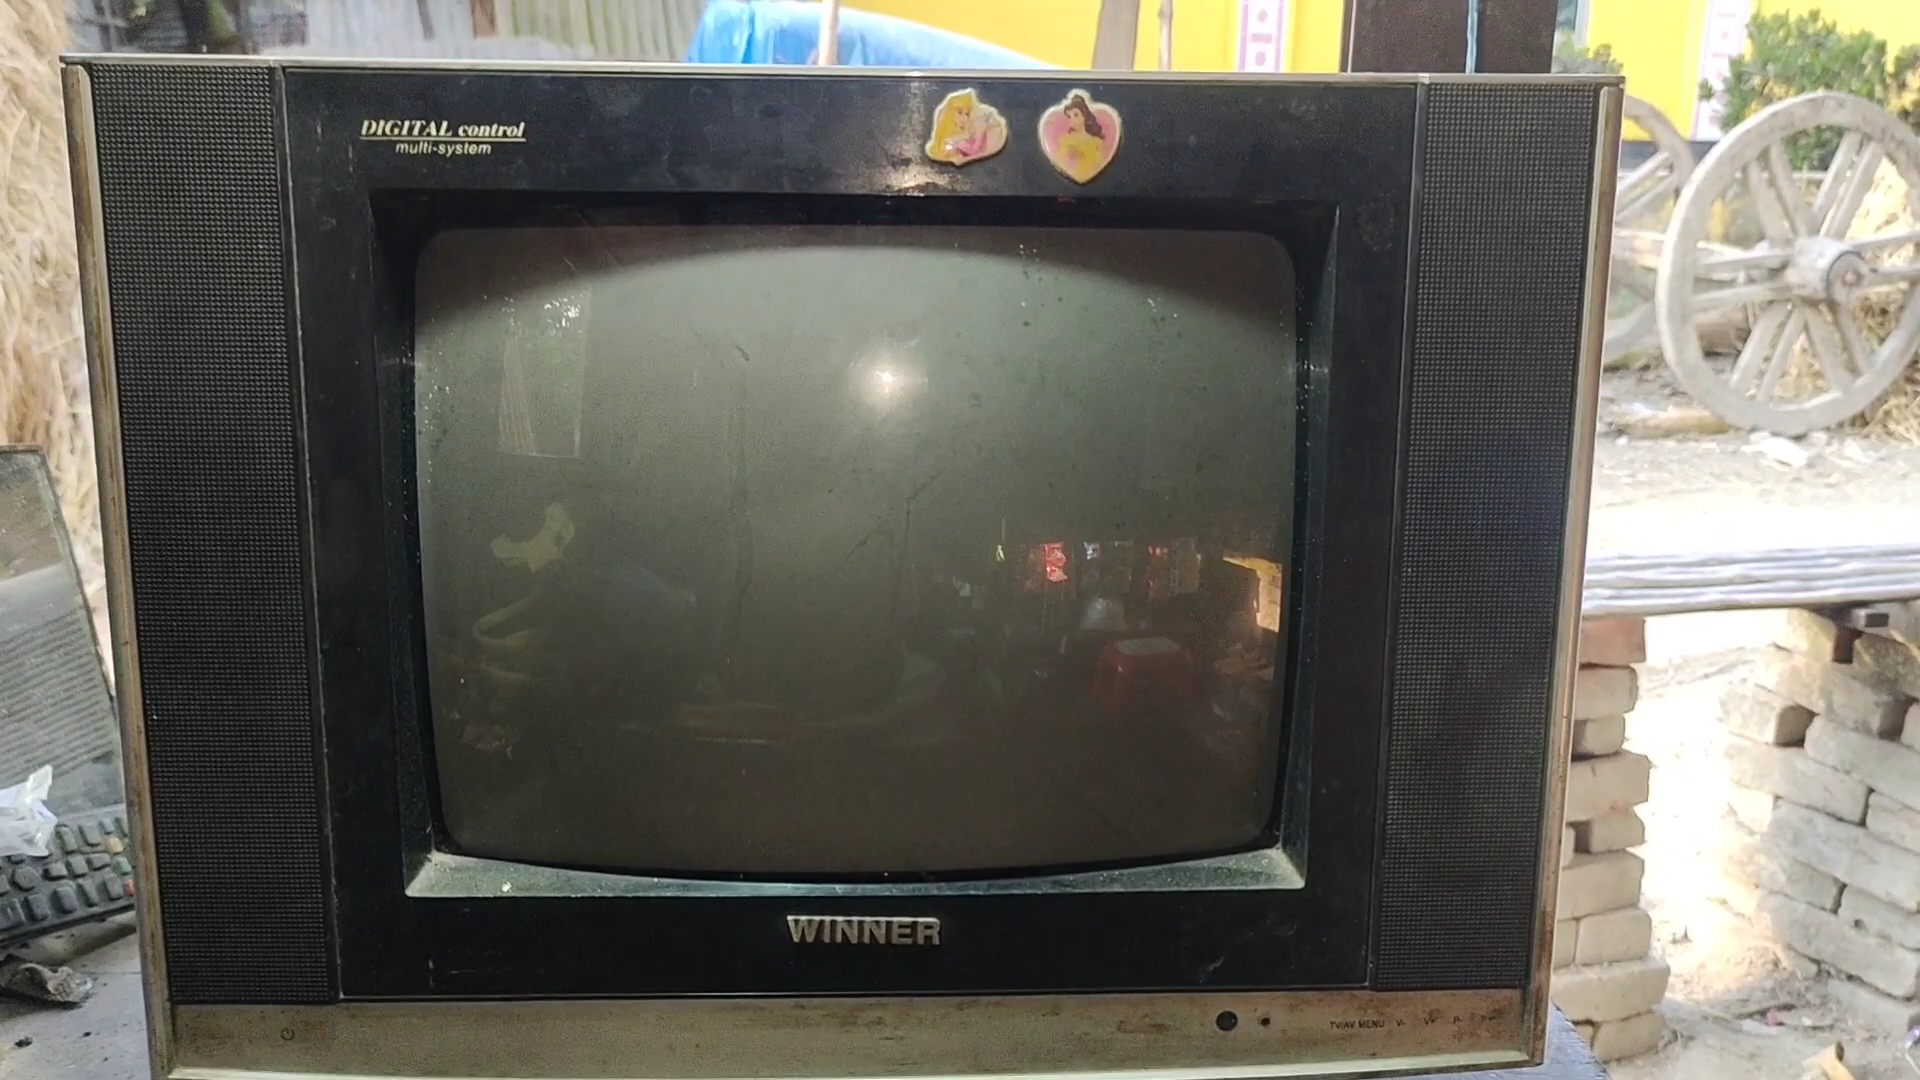 DIGITAL control
multi-system
WINNER
TV/AV MENU V- V+ P-